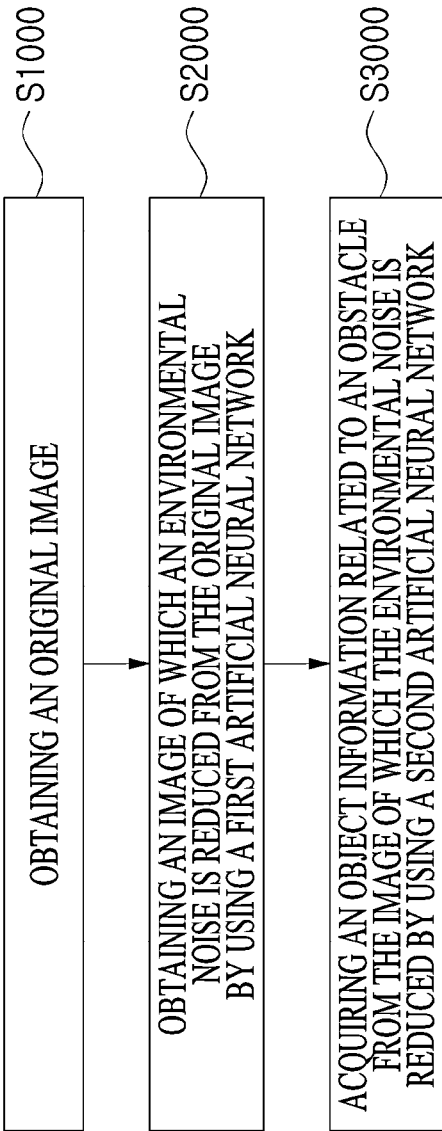 OBTAINING AN ORIGINAL IMAGE
S1000
OBTAINING AN IMAGE OF WHICH AN ENVIRONMENTAL
NOISE IS REDUCED FROM THE ORIGINAL IMAGE
BY USING A FIRST ARTIFICIAL NEURAL NETWORK
S2000
ACQUIRING AN OBJECT INFORMATION RELATED TO AN OBSTACLE
FROM THE IMAGE OF WHICH THE ENVIRONMENTAL NOISE IS
REDUCED BY USING A SECOND ARTIFICIAL NEURAL NETWORK
S3000